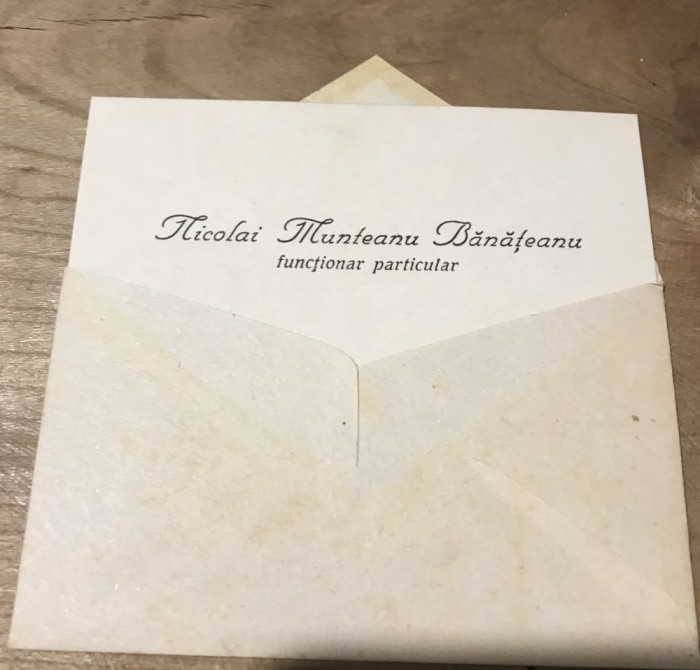 Nicolai Munteanu Bănățeanu
funcționar particular